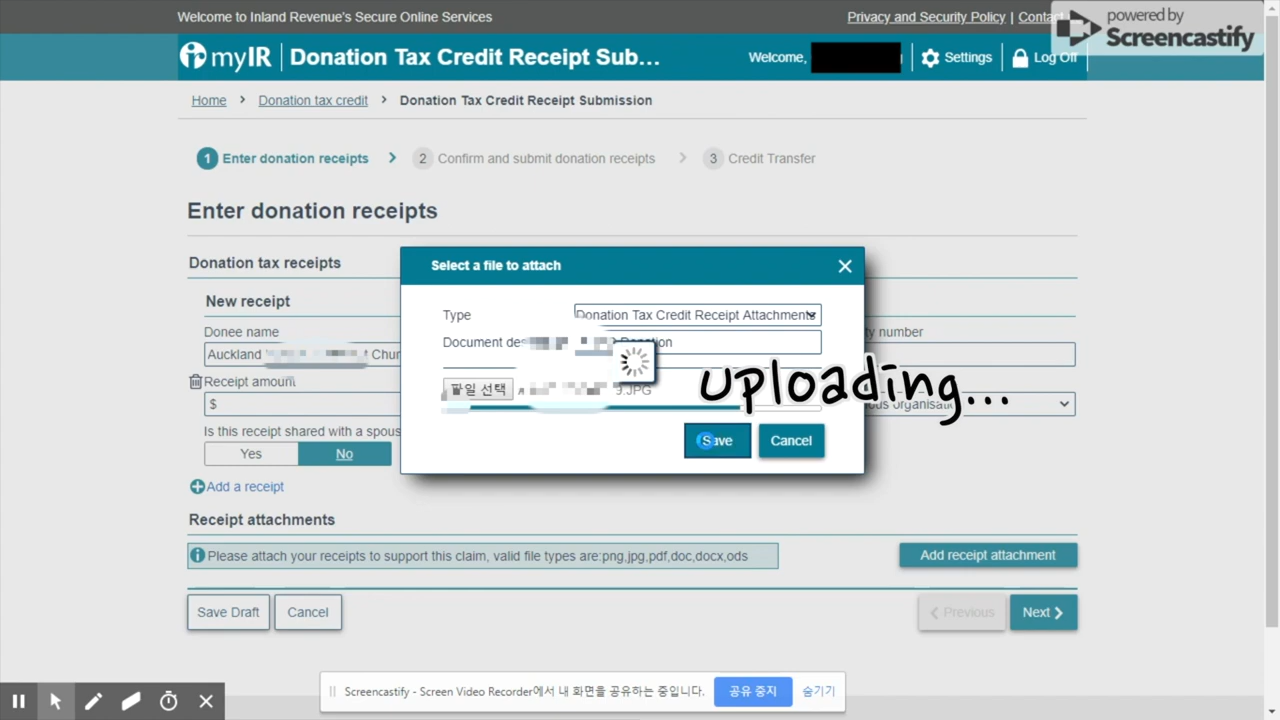 Welcome to Inland Revenue's Secure Online Services
Privacy and Security Policy |
powered by
Screencastify
myIR
Donation Tax Credit Receipt Sub...
Welcome,
Settings
Log Off
Home > Donation tax credit > Donation Tax Credit Receipt Submission
1 Enter donation receipts > 2 Confirm and submit donation receipts > 3 Credit Transfer
Enter donation receipts
Donation tax receipts
New receipt
Donee name
number
Auckland
Receipt amount
$
Is this receipt shared with a
Yes
No
Add a receipt
Select a file to attach
Type
Donation Tax Credit Receipt Attachments
Document
파일 선택
9.JPG
Save
Cancel
uploading...
Receipt attachments
Please attach your receipts to support this claim, valid file types are:png,jpg,pdf,doc,docx,ods
Add receipt attachment
Save Draft
Cancel
Previous
Next
Screencastify - Screen Video Recorder에서 내 화면을 공유하는 중입니다.
공유 중지
숨기기